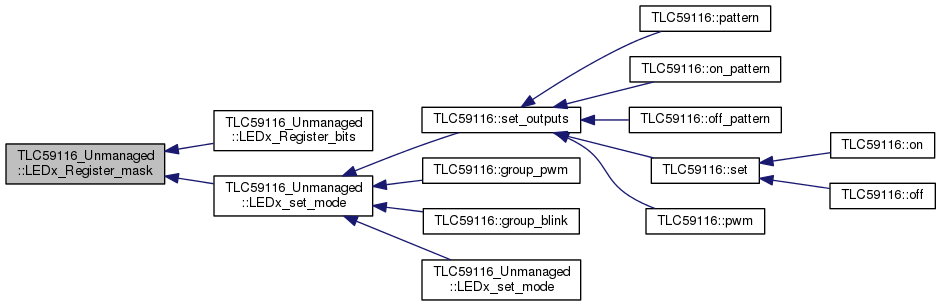 TLC59116_Unmanaged
::LEDx_Register_mask
TLC59116_Unmanaged
::LEDx_Register_bits
TLC59116_Unmanaged
::LEDx_set_mode
TLC59116::set_outputs
TLC59116::group_pwm
TLC59116::group_blink
TLC59116_Unmanaged
::LEDx_set_mode
TLC59116::pattern
TLC59116::on_pattern
TLC59116::off_pattern
TLC59116::set
TLC59116::pwm
TLC59116::on
TLC59116::off